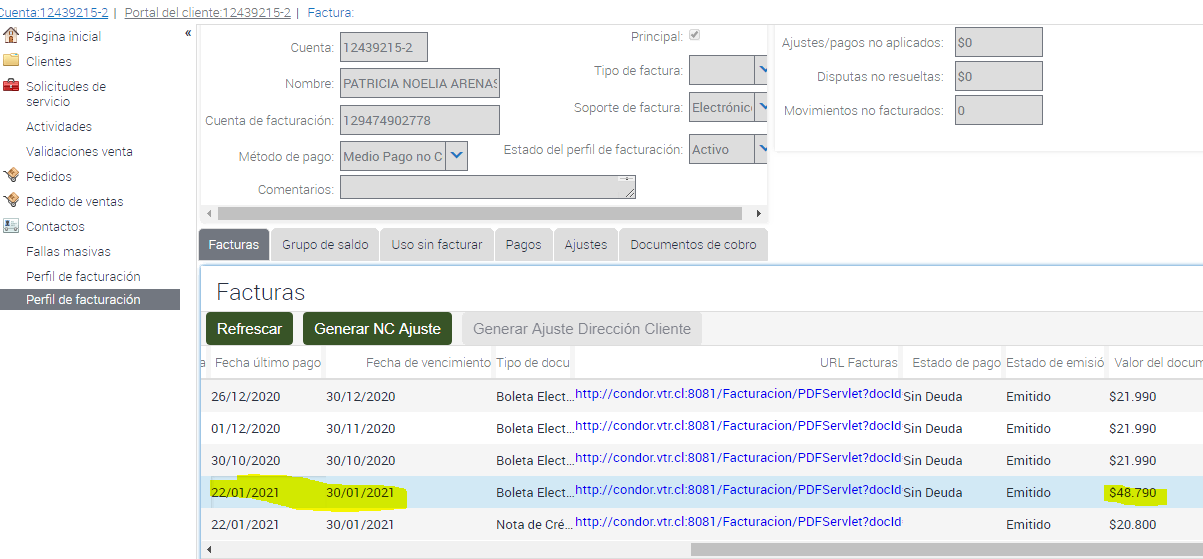 Cuenta:12439215-2 | Portal del cliente:12439215-2 | Factura:
«
Página inicial
Clientes
Solicitudes de
servicio
Actividades
Validaciones venta
Pedidos
Pedido de ventas
Contactos
Fallas masivas
Perfil de facturación
Perfil de facturación
Cuenta: 12439215-2
Nombre: PATRICIA NOELIA ARENAS
Cuenta de facturación: 129474902778
Método de pago: Medio Pago no C
Comentarios:
Principal:
Tipo de factura:
Soporte de factura: Electrónic
Estado del perfil de facturación: Activo
Ajustes/pagos no aplicados: $0
Disputas no resueltas: $0
Movimientos no facturados: 0
Facturas Grupo de saldo Uso sin facturar Pagos Ajustes Documentos de cobro
Facturas
Refrescar Generar NC Ajuste Generar Ajuste Dirección Cliente
a Fecha último pago Fecha de vencimiento Tipo de docu URL Facturas Estado de pago Estado de emisió Valor del docum
26/12/2020 30/12/2020 Boleta Elect... http://condor.vtr.cl:8081/Facturacion/PDFServlet?docId Sin Deuda Emitido $21.990
01/12/2020 30/11/2020 Boleta Elect... http://condor.vtr.cl:8081/Facturacion/PDFServlet?docId Sin Deuda Emitido $21.990
30/10/2020 30/10/2020 Boleta Elect... http://condor.vtr.cl:8081/Facturacion/PDFServlet?docId Sin Deuda Emitido $21.990
22/01/2021 30/01/2021 Boleta Elect... http://condor.vtr.cl:8081/Facturacion/PDFServlet?docId Sin Deuda Emitido $48.790
22/01/2021 30/01/2021 Nota de Cré... http://condor.vtr.cl:8081/Facturacion/PDFServlet?docId Emitido $20.800